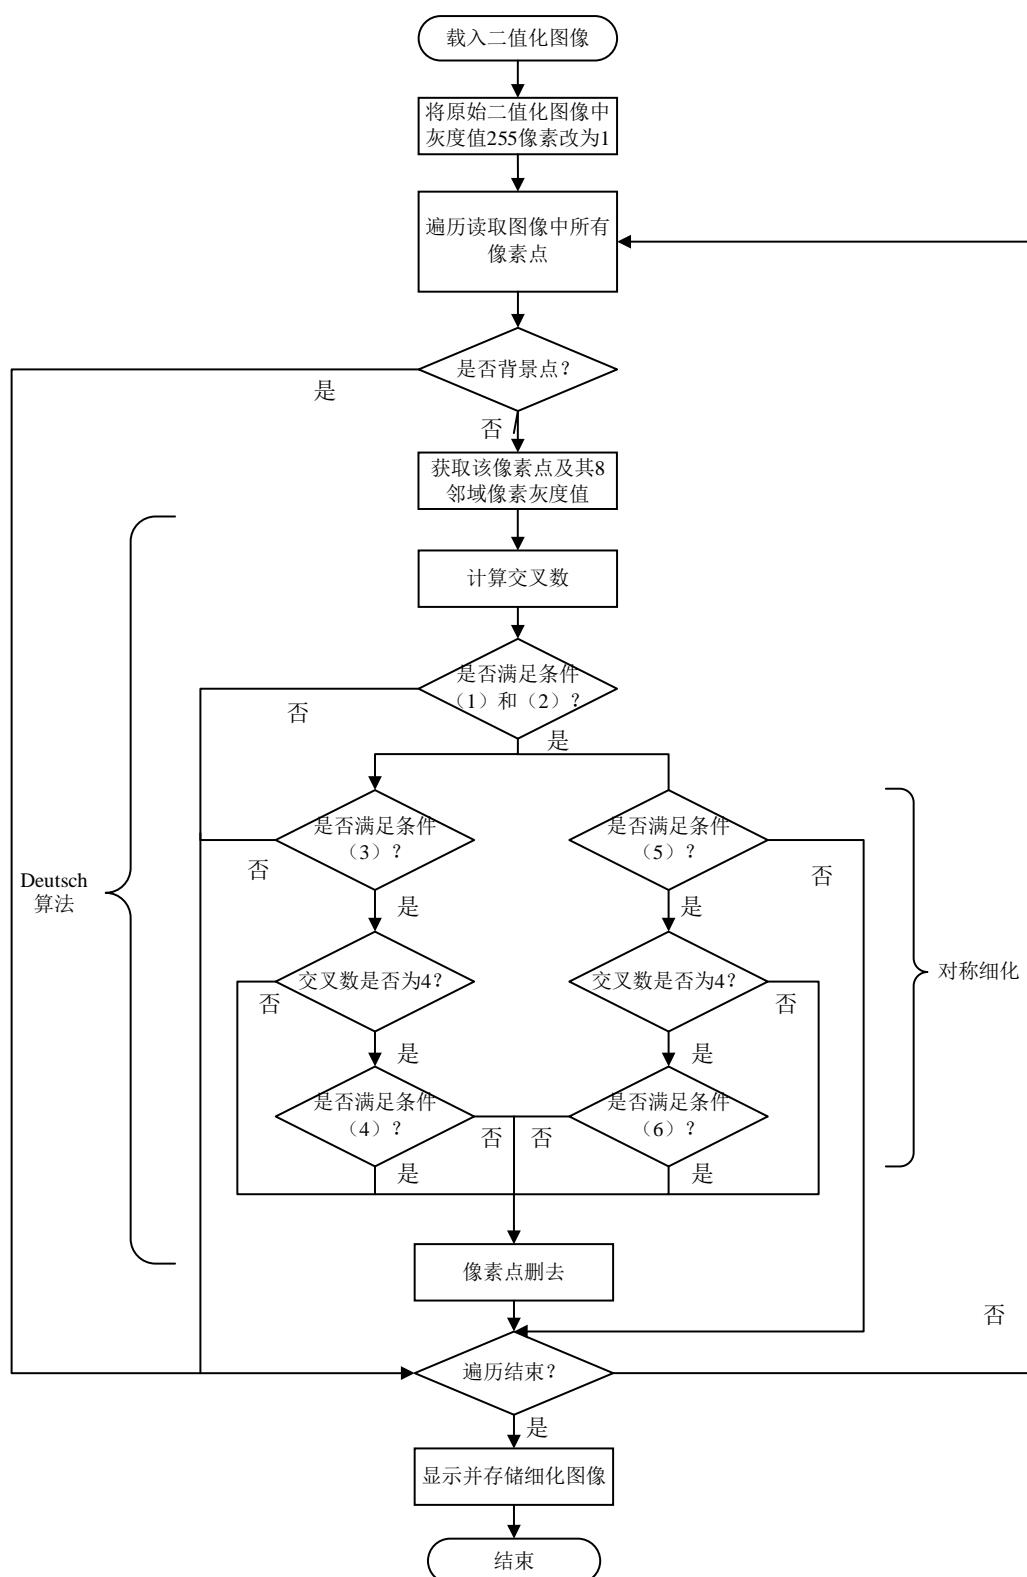 载入二值化图像
将原始二值化图像中
灰度值255像素改为1
遍历读取图像中所有
像素点
是否背景点？
是
否
获取该像素点及其8
邻域像素灰度值
计算交叉数
是否满足条件
（1）和（2）？
否
是
是否满足条件
（3）？
是否满足条件
（5）？
否
否
Deutsch
算法
是
是
交叉数是否为4？
交叉数是否为4？
对称细化
否
否
是
是
是否满足条件
（4）？
是否满足条件
（6）？
否
否
是
是
像素点删去
否
遍历结束？
是
显示并存储细化图像
结束